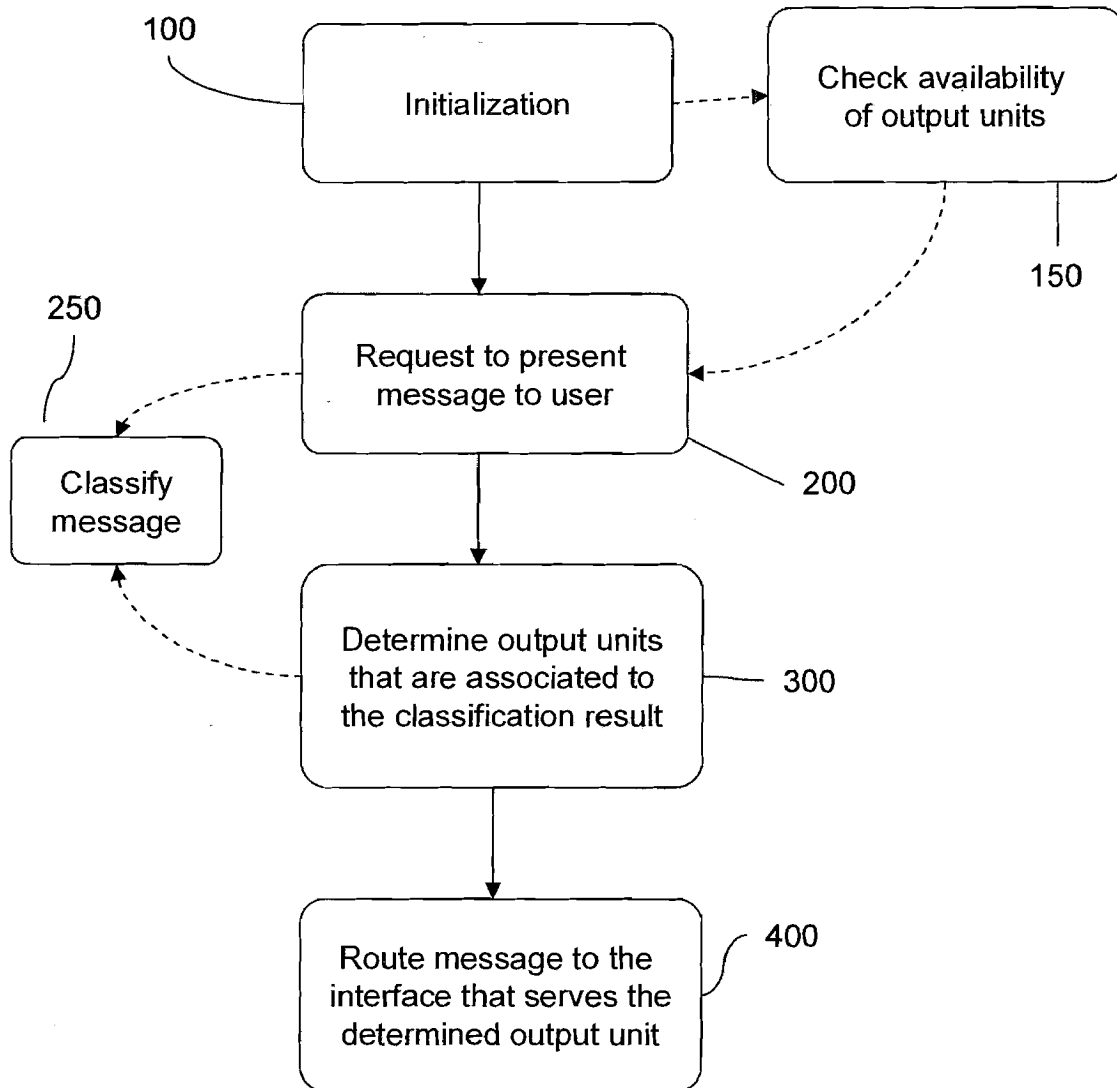 100
Initialization
Check availability
of output units
150
250
Request to present
message to user
200
Classify
message
Determine output units
that are associated to
the classification result
300
Route message to the
interface that serves the
determined output unit
400